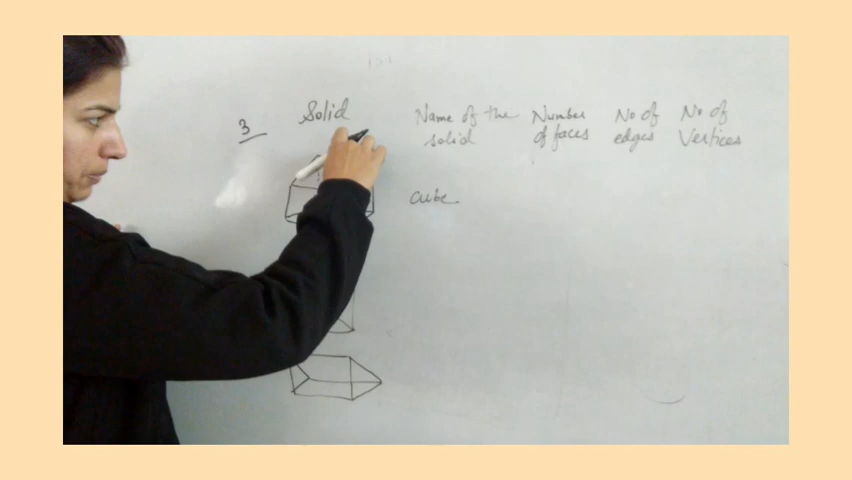 3
Solid
Name of the solid
Number of faces
No of edges
No of Vertices
cube